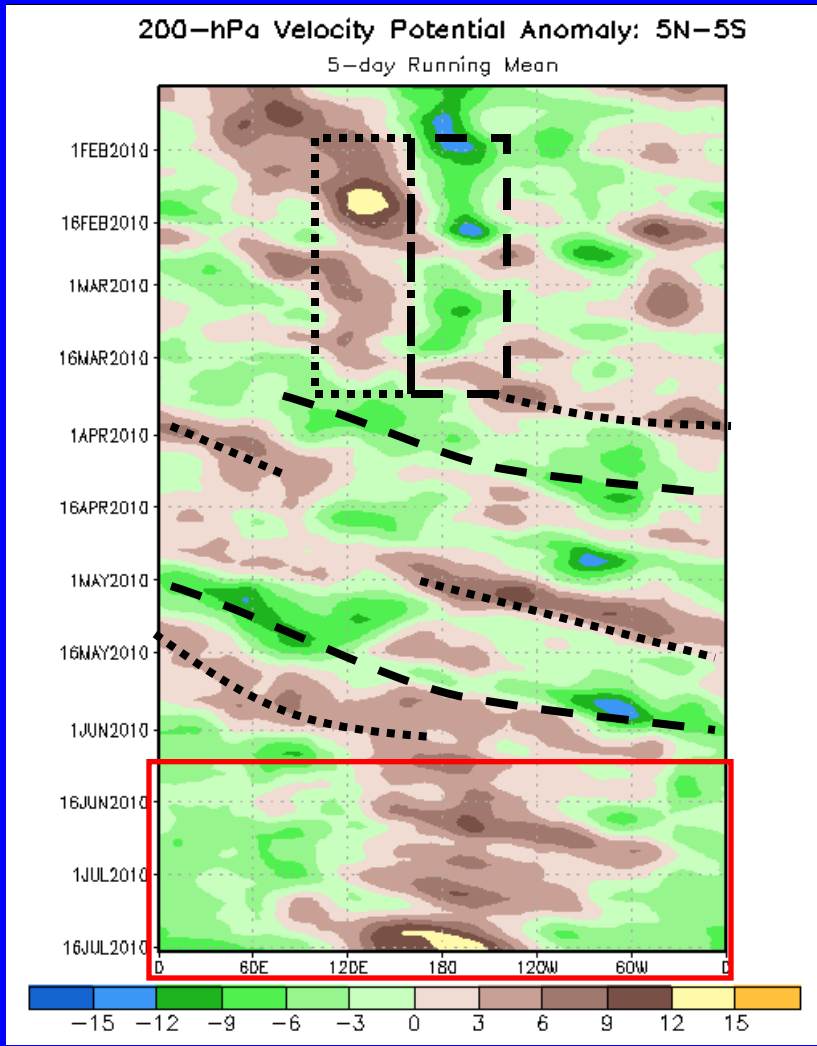 200-hPa Velocity Potential Anomaly: 5N-5S
5-day Running Mean
1FEB2010
16FEB2010
1MAR2010
16MAR2010
1APR2010
16APR2010
1MAY2010
16MAY2010
1JUN2010
16JUN2010
1JUL2010
16JUL2010
0 60E 120E 180 120W 60W 0
-15 -12 -9 -6 -3 0 3 6 9 12 15